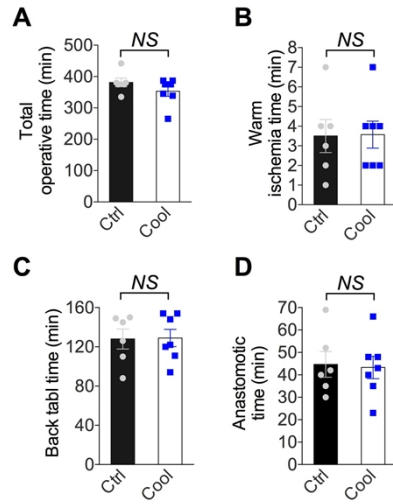 A
NS
Total
operative time (min)
500
400
300
200
100
0
Ctrl
Cool
B
NS
Warm
ischemia time (min)
8
7
6
5
4
3
2
1
0
Ctrl
Cool
C
NS
Back tabl time (min)
160
120
80
40
0
Ctrl
Cool
D
NS
Anastomotic
time (min)
70
60
50
40
30
20
10
0
Ctrl
Cool